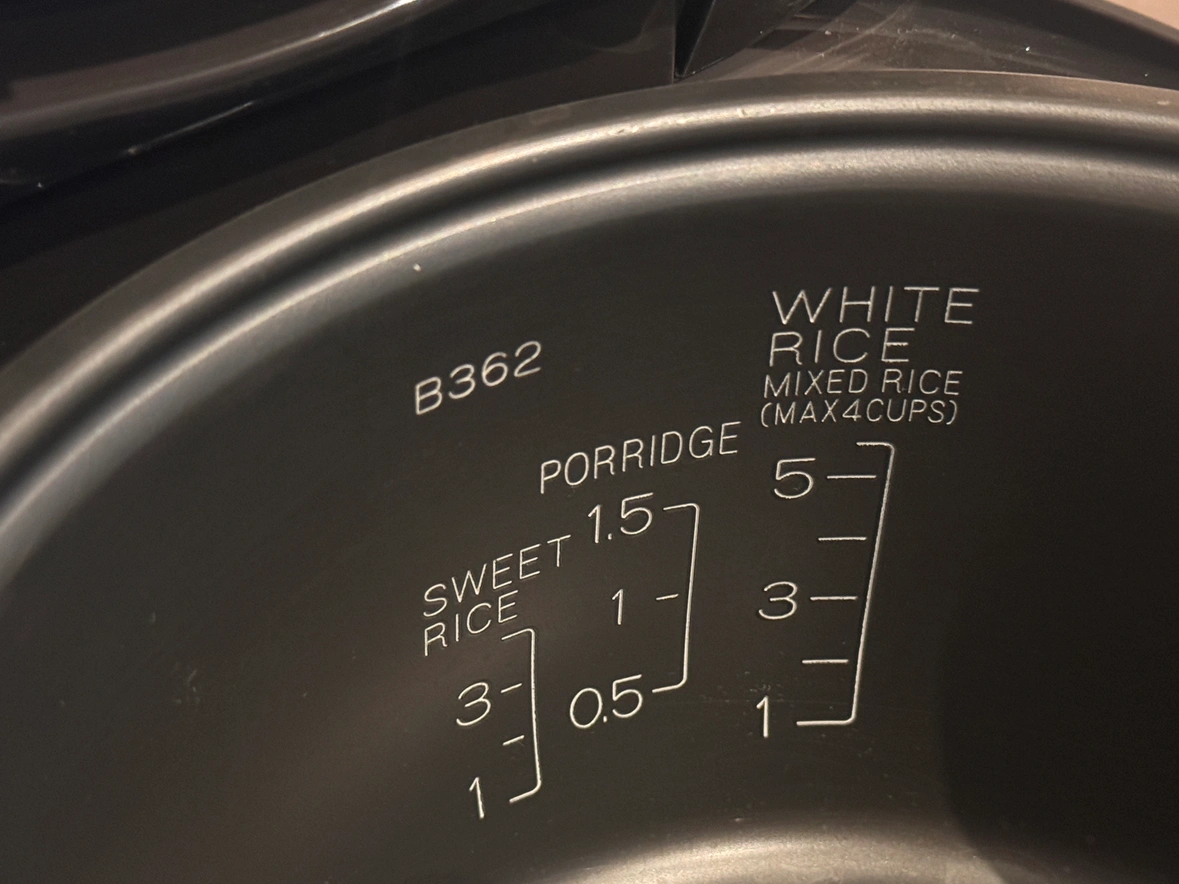 B362
WHITE
RICE
MIXED RICE
(MAX4CUPS)
5
3
1
PORRIDGE
1.5
1
0.5
SWEET
RICE
3
1